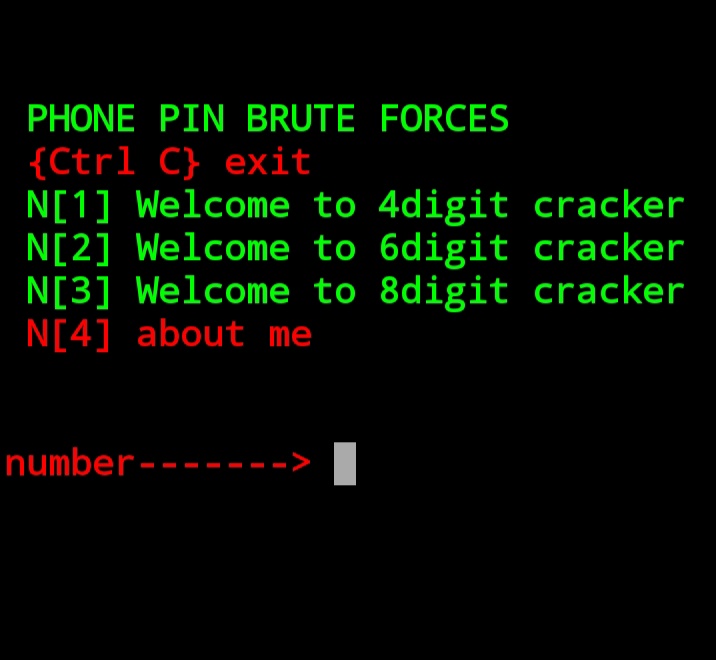 PHONE PIN BRUTE FORCES
{Ctrl C} exit
N[1] Welcome to 4digit cracker
N[2] Welcome to 6digit cracker
N[3] Welcome to 8digit cracker
N[4] about me
number------->